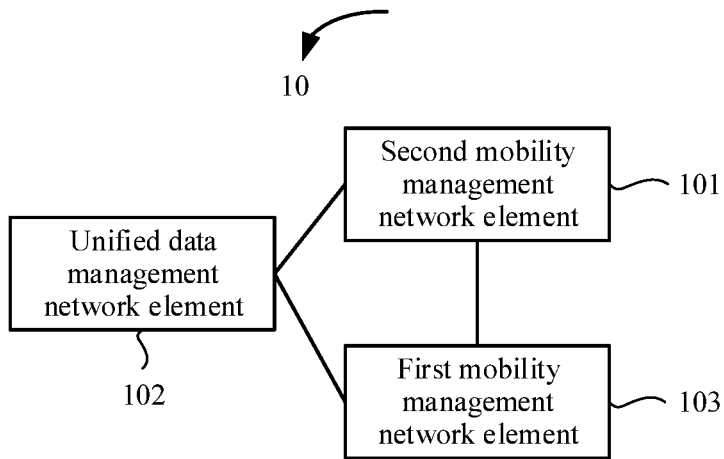 10
Second mobility
management
network element
101
Unified data
management
network element
102
First mobility
management
network element
103